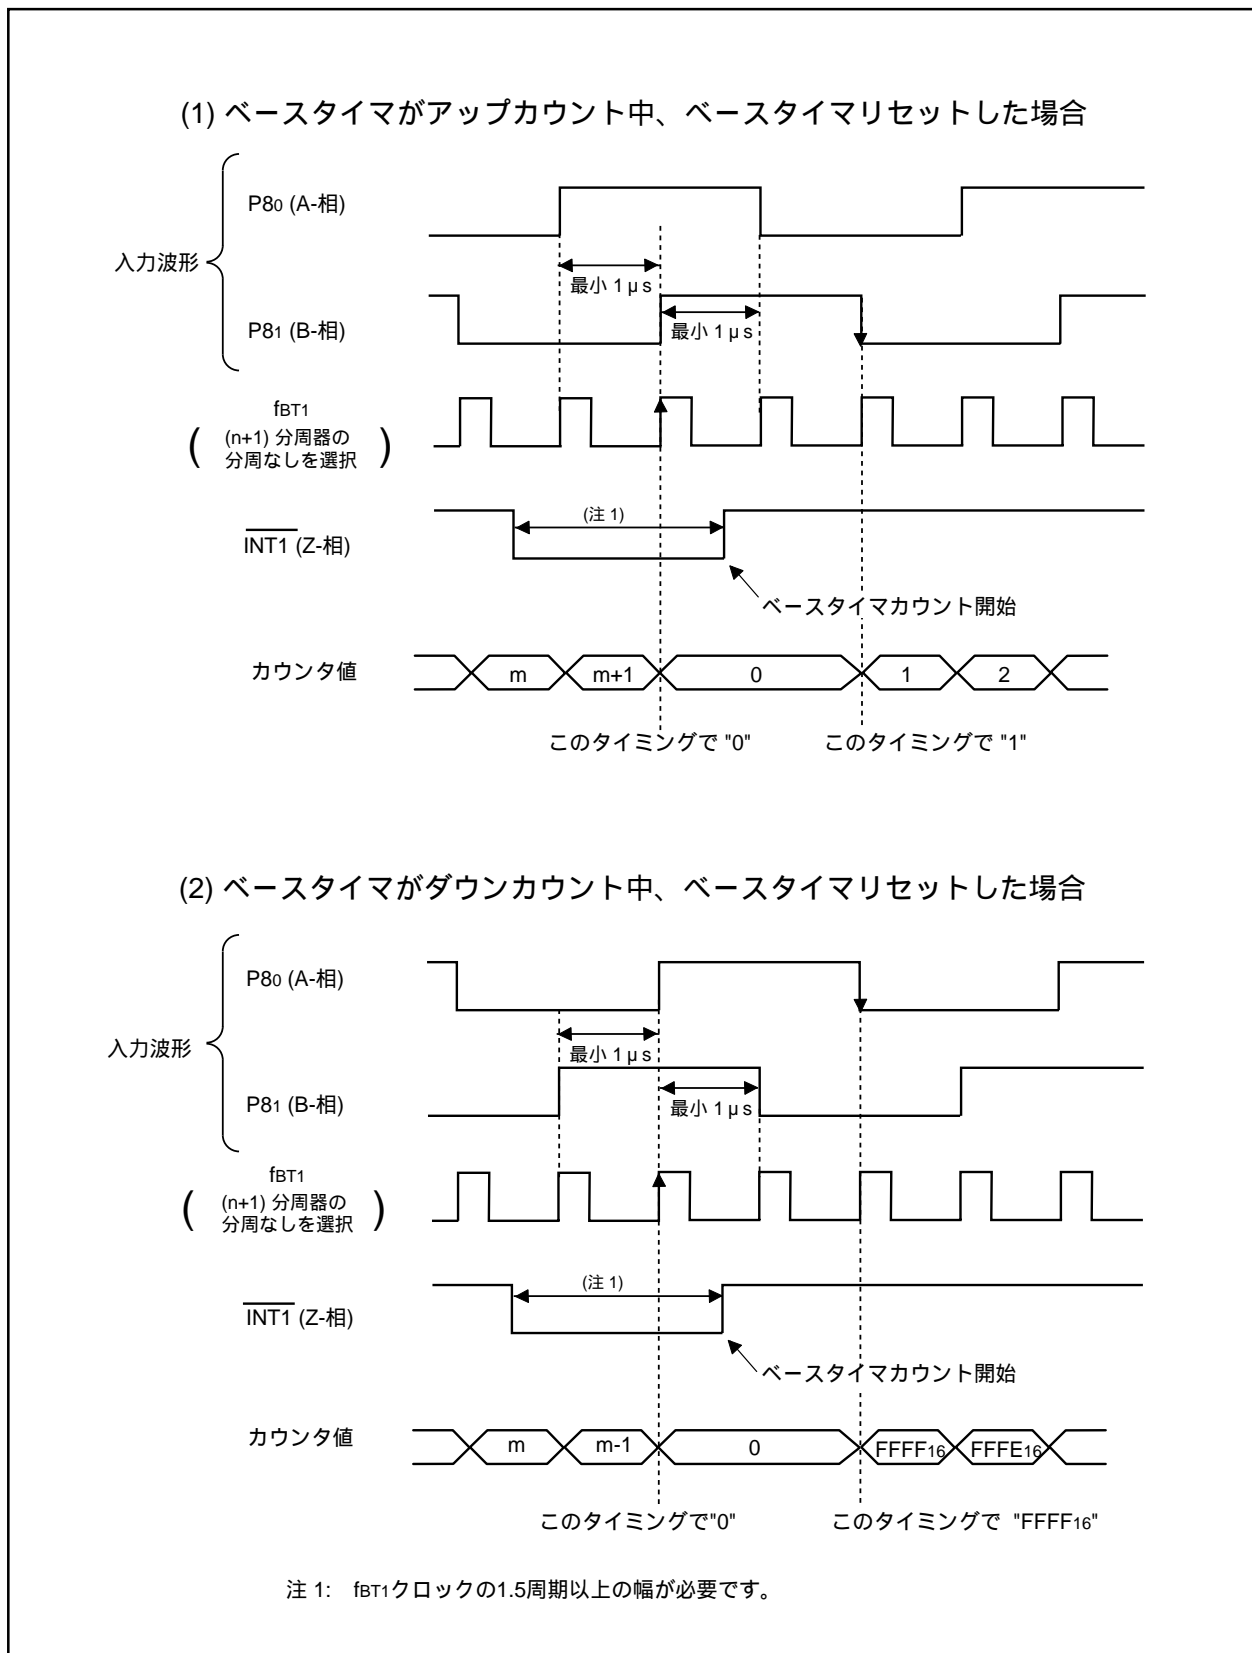 (1) ベースタイマがアップカウント中、ベースタイマリセットした場合
P80 (A-相)
入力波形
最小 1 μ s
P81 (B-相)
最小 1 μ s
fBT1
(n+1) 分周器の
分周なしを選択
(注 1)
INT1 (Z-相)
ベースタイマカウント開始
カウンタ値
m
m+1
0
1
2
このタイミングで "0"
このタイミングで "1"
(2) ベースタイマがダウンカウント中、ベースタイマリセットした場合
P80 (A-相)
入力波形
最小 1 μ s
P81 (B-相)
最小 1 μ s
fBT1
(n+1) 分周器の
分周なしを選択
(注 1)
INT1 (Z-相)
ベースタイマカウント開始
カウンタ値
m
m-1
0
FFFF16
FFFE16
このタイミングで"0"
このタイミングで "FFFF16"
注 1: fBT1クロックの1.5周期以上の幅が必要です。